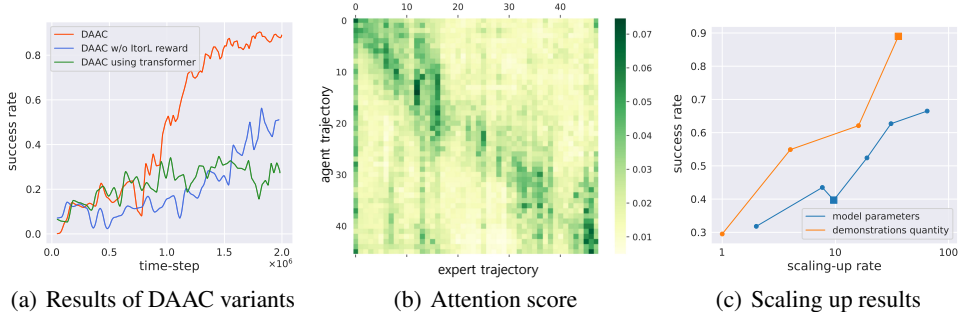 DAAC
DAAC w/o ItorL reward
DAAC using transformer
0.8
0.6
0.4
0.2
0.0
success rate
0.0
0.5
1.0
1.5
2.0
×10⁶
time-step
(a) Results of DAAC variants
0
10
20
30
40
0
10
20
30
40
agent trajectory
expert trajectory
0.07
0.06
0.05
0.04
0.03
0.02
0.01
(b) Attention score
0.9
0.8
0.7
0.6
0.5
0.4
0.3
success rate
model parameters
demonstrations quantity
1
10
100
scaling-up rate
(c) Scaling up results